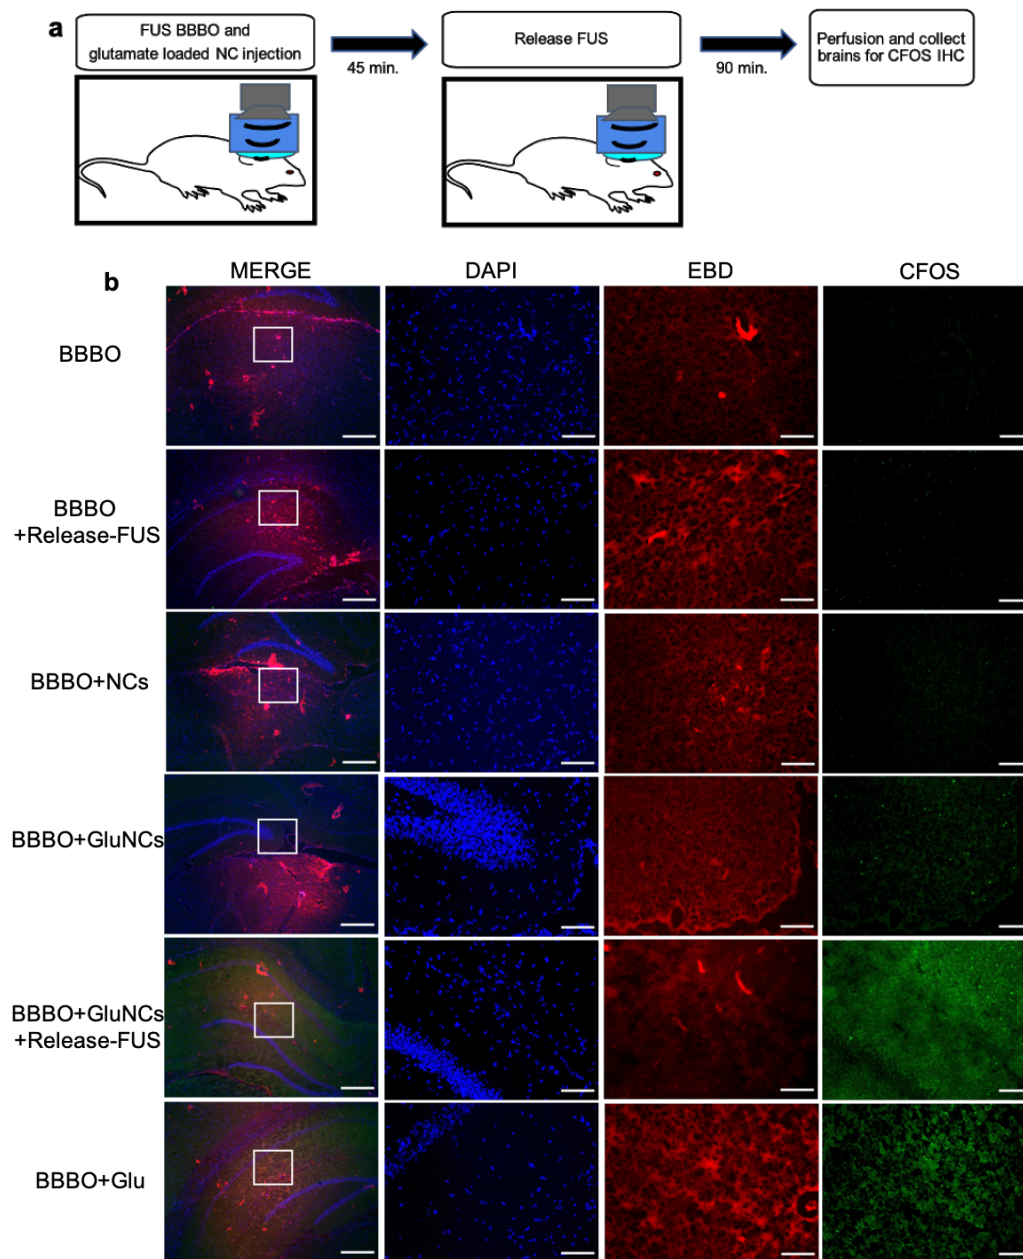 a
FUS BBBO and
glutamate loaded NC injection
45 min.
Release FUS
90 min.
Perfusion and collect
brains for CFOS IHC
b
MERGE
DAPI
EBD
CFOS
BBBO
BBBO
+Release-FUS
BBBO+NCs
BBBO+GluNCs
BBBO+GluNCs
+Release-FUS
BBBO+Glu